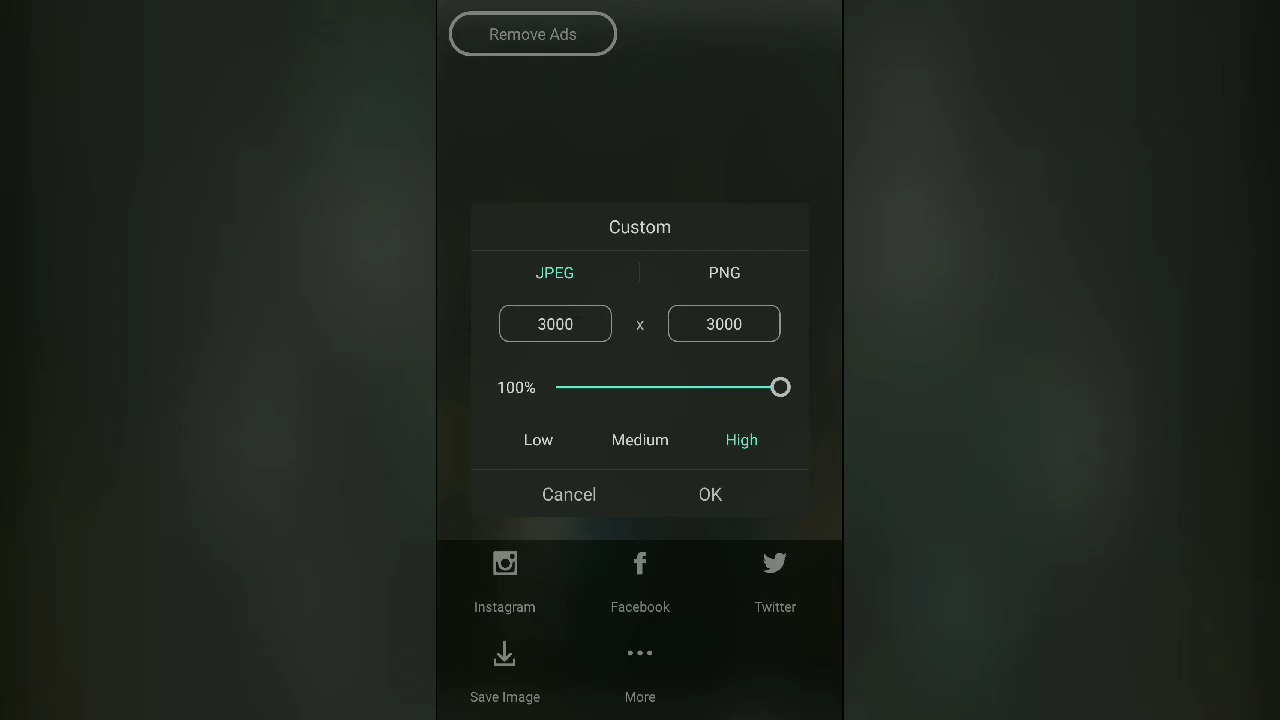 Remove Ads
Custom
JPEG PNG
3000 x 3000
100%
Low Medium High
Cancel OK
Instagram Facebook Twitter
Save Image More